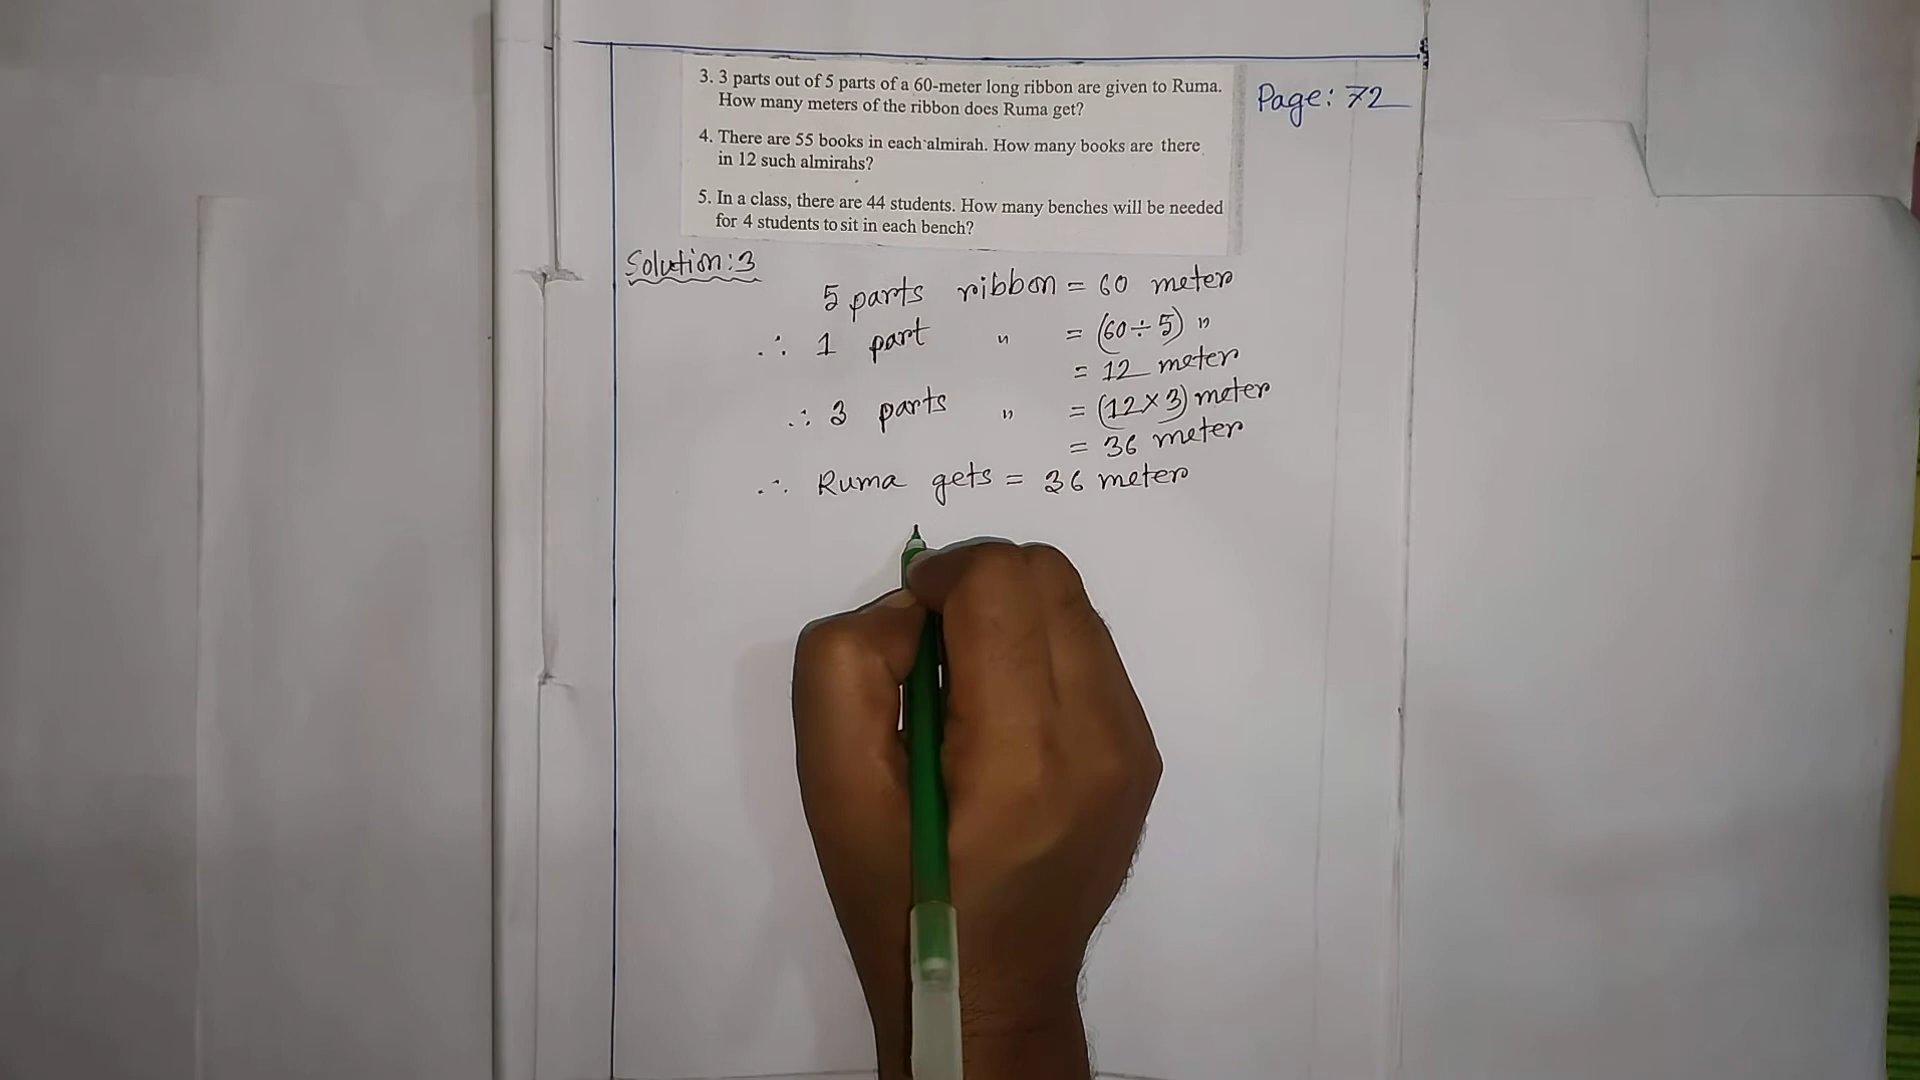 3. 3 parts out of 5 parts of a 60-meter long ribbon are given to Ruma.
How many meters of the ribbon does Ruma get?
Page: 72
4. There are 55 books in each almirah. How many books are there
in 12 such almirahs?
5. In a class, there are 44 students. How many benches will be needed
for 4 students to sit in each bench?
Solution: 3
5 parts ribbon = 60 meter
∴ 1 part " = (60÷5) "
= 12 meter
∴ 3 parts " = (12×3) meter
= 36 meter
∴ Ruma gets = 36 meter